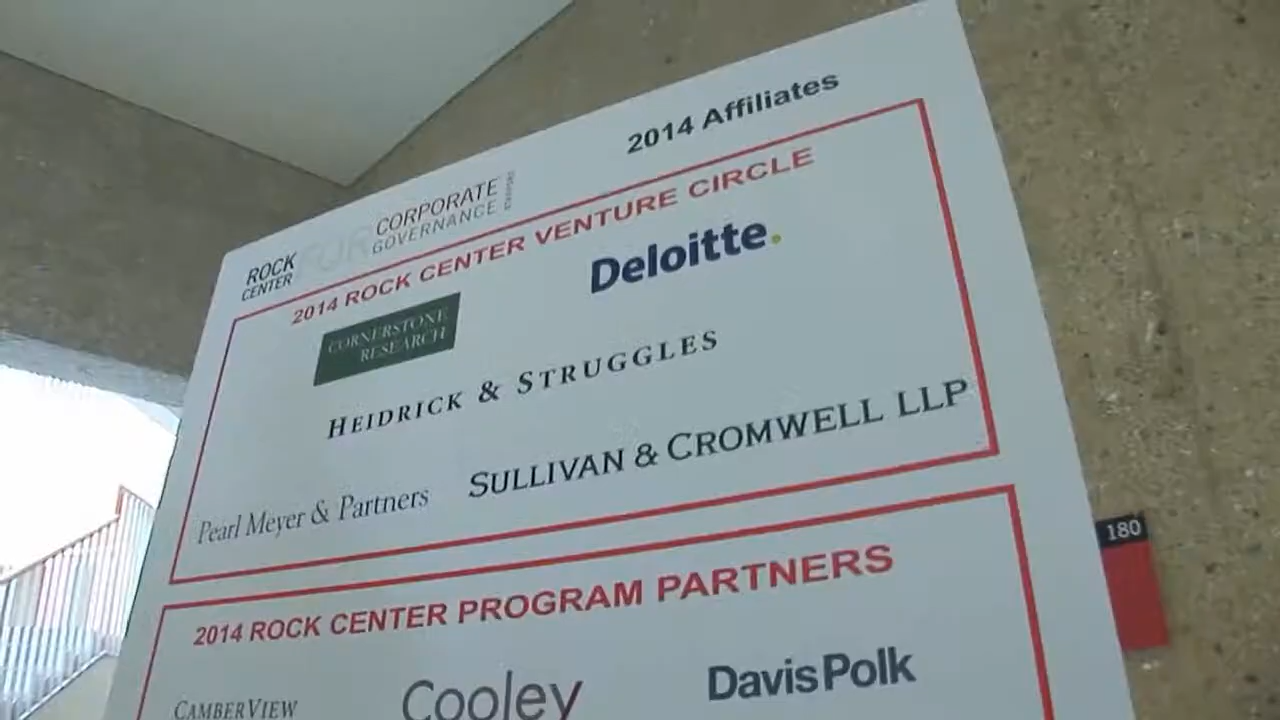 2014 Affiliates
ROCK
CENTER
FOR
CORPORATE
GOVERNANCE
2014 ROCK CENTER VENTURE CIRCLE
CORNERSTONE
RESEARCH
Deloitte.
HEIDRICK & STRUGGLES
Pearl Meyer & Partners
SULLIVAN & CROMWELL LLP
2014 ROCK CENTER PROGRAM PARTNERS
CAMBERVIEW
Cooley
DavisPolk
180